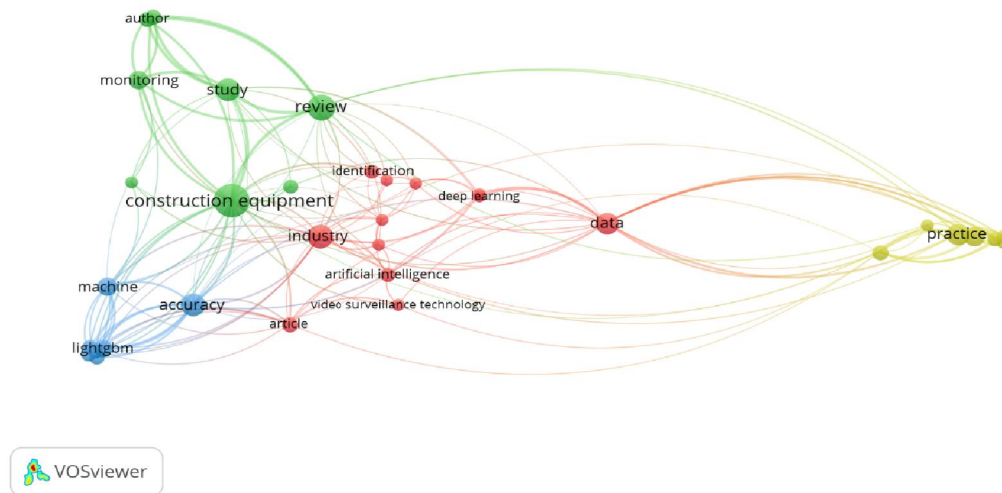 author
monitoring
study
review
identification
construction equipment
deep learning
industry
data
practice
artificial intelligence
machine
accuracy
video surveillance technology
article
lightgbm
VOSviewer